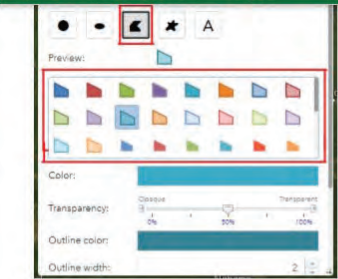 A
Preview:
Color:
Transparency:
Opaque
Transparent
0%
50%
100%
Outline color:
Outline width:
2